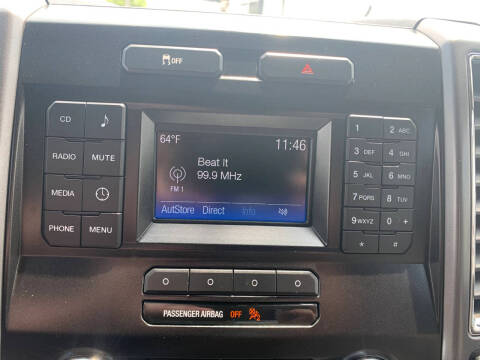 OFF
CD
RADIO MUTE
MEDIA
PHONE MENU
64°F 11:46
Beat It
99.9 MHz
FM 1
AutStore Direct Info
1 2 ABC
3 DEF 4 GHI
5 JKL 6 MNO
7 PQRS 8 TUV
9 WXYZ 0 +
* #
PASSENGER AIRBAG OFF